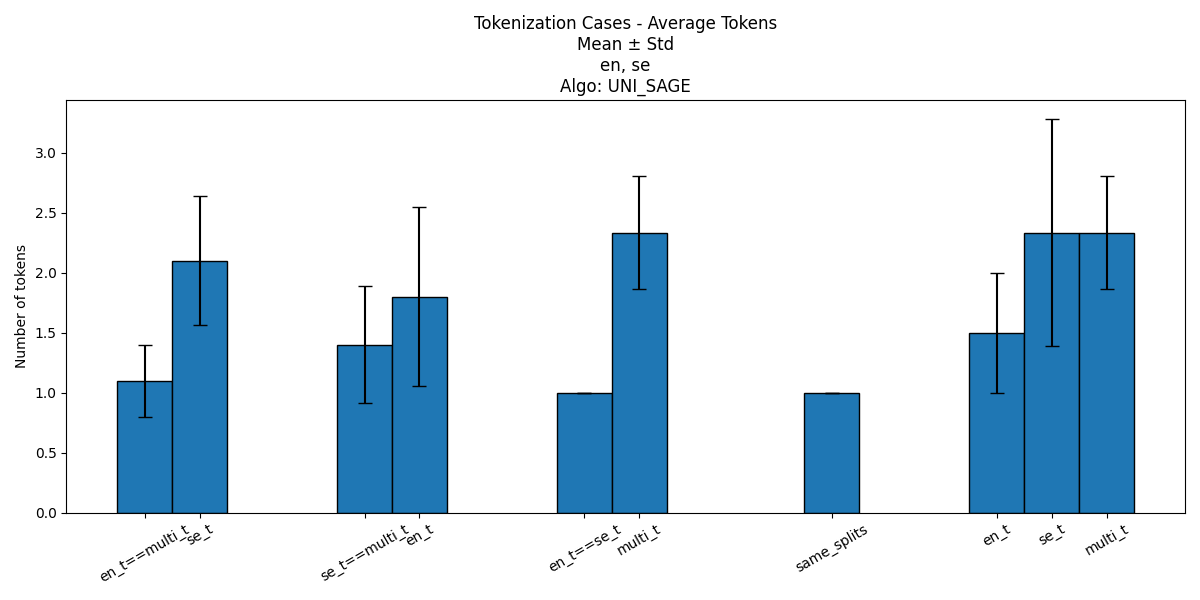 Tokenization Cases - Average Tokens
Mean ± Std
en, se
Algo: UNI_SAGE
Number of tokens
3.0
2.5
2.0
1.5
1.0
0.5
0.0
en_t==multi_t
se_t
se_t==multi_t
en_t
en_t==se_t
multi_t
same_splits
en_t
se_t
multi_t